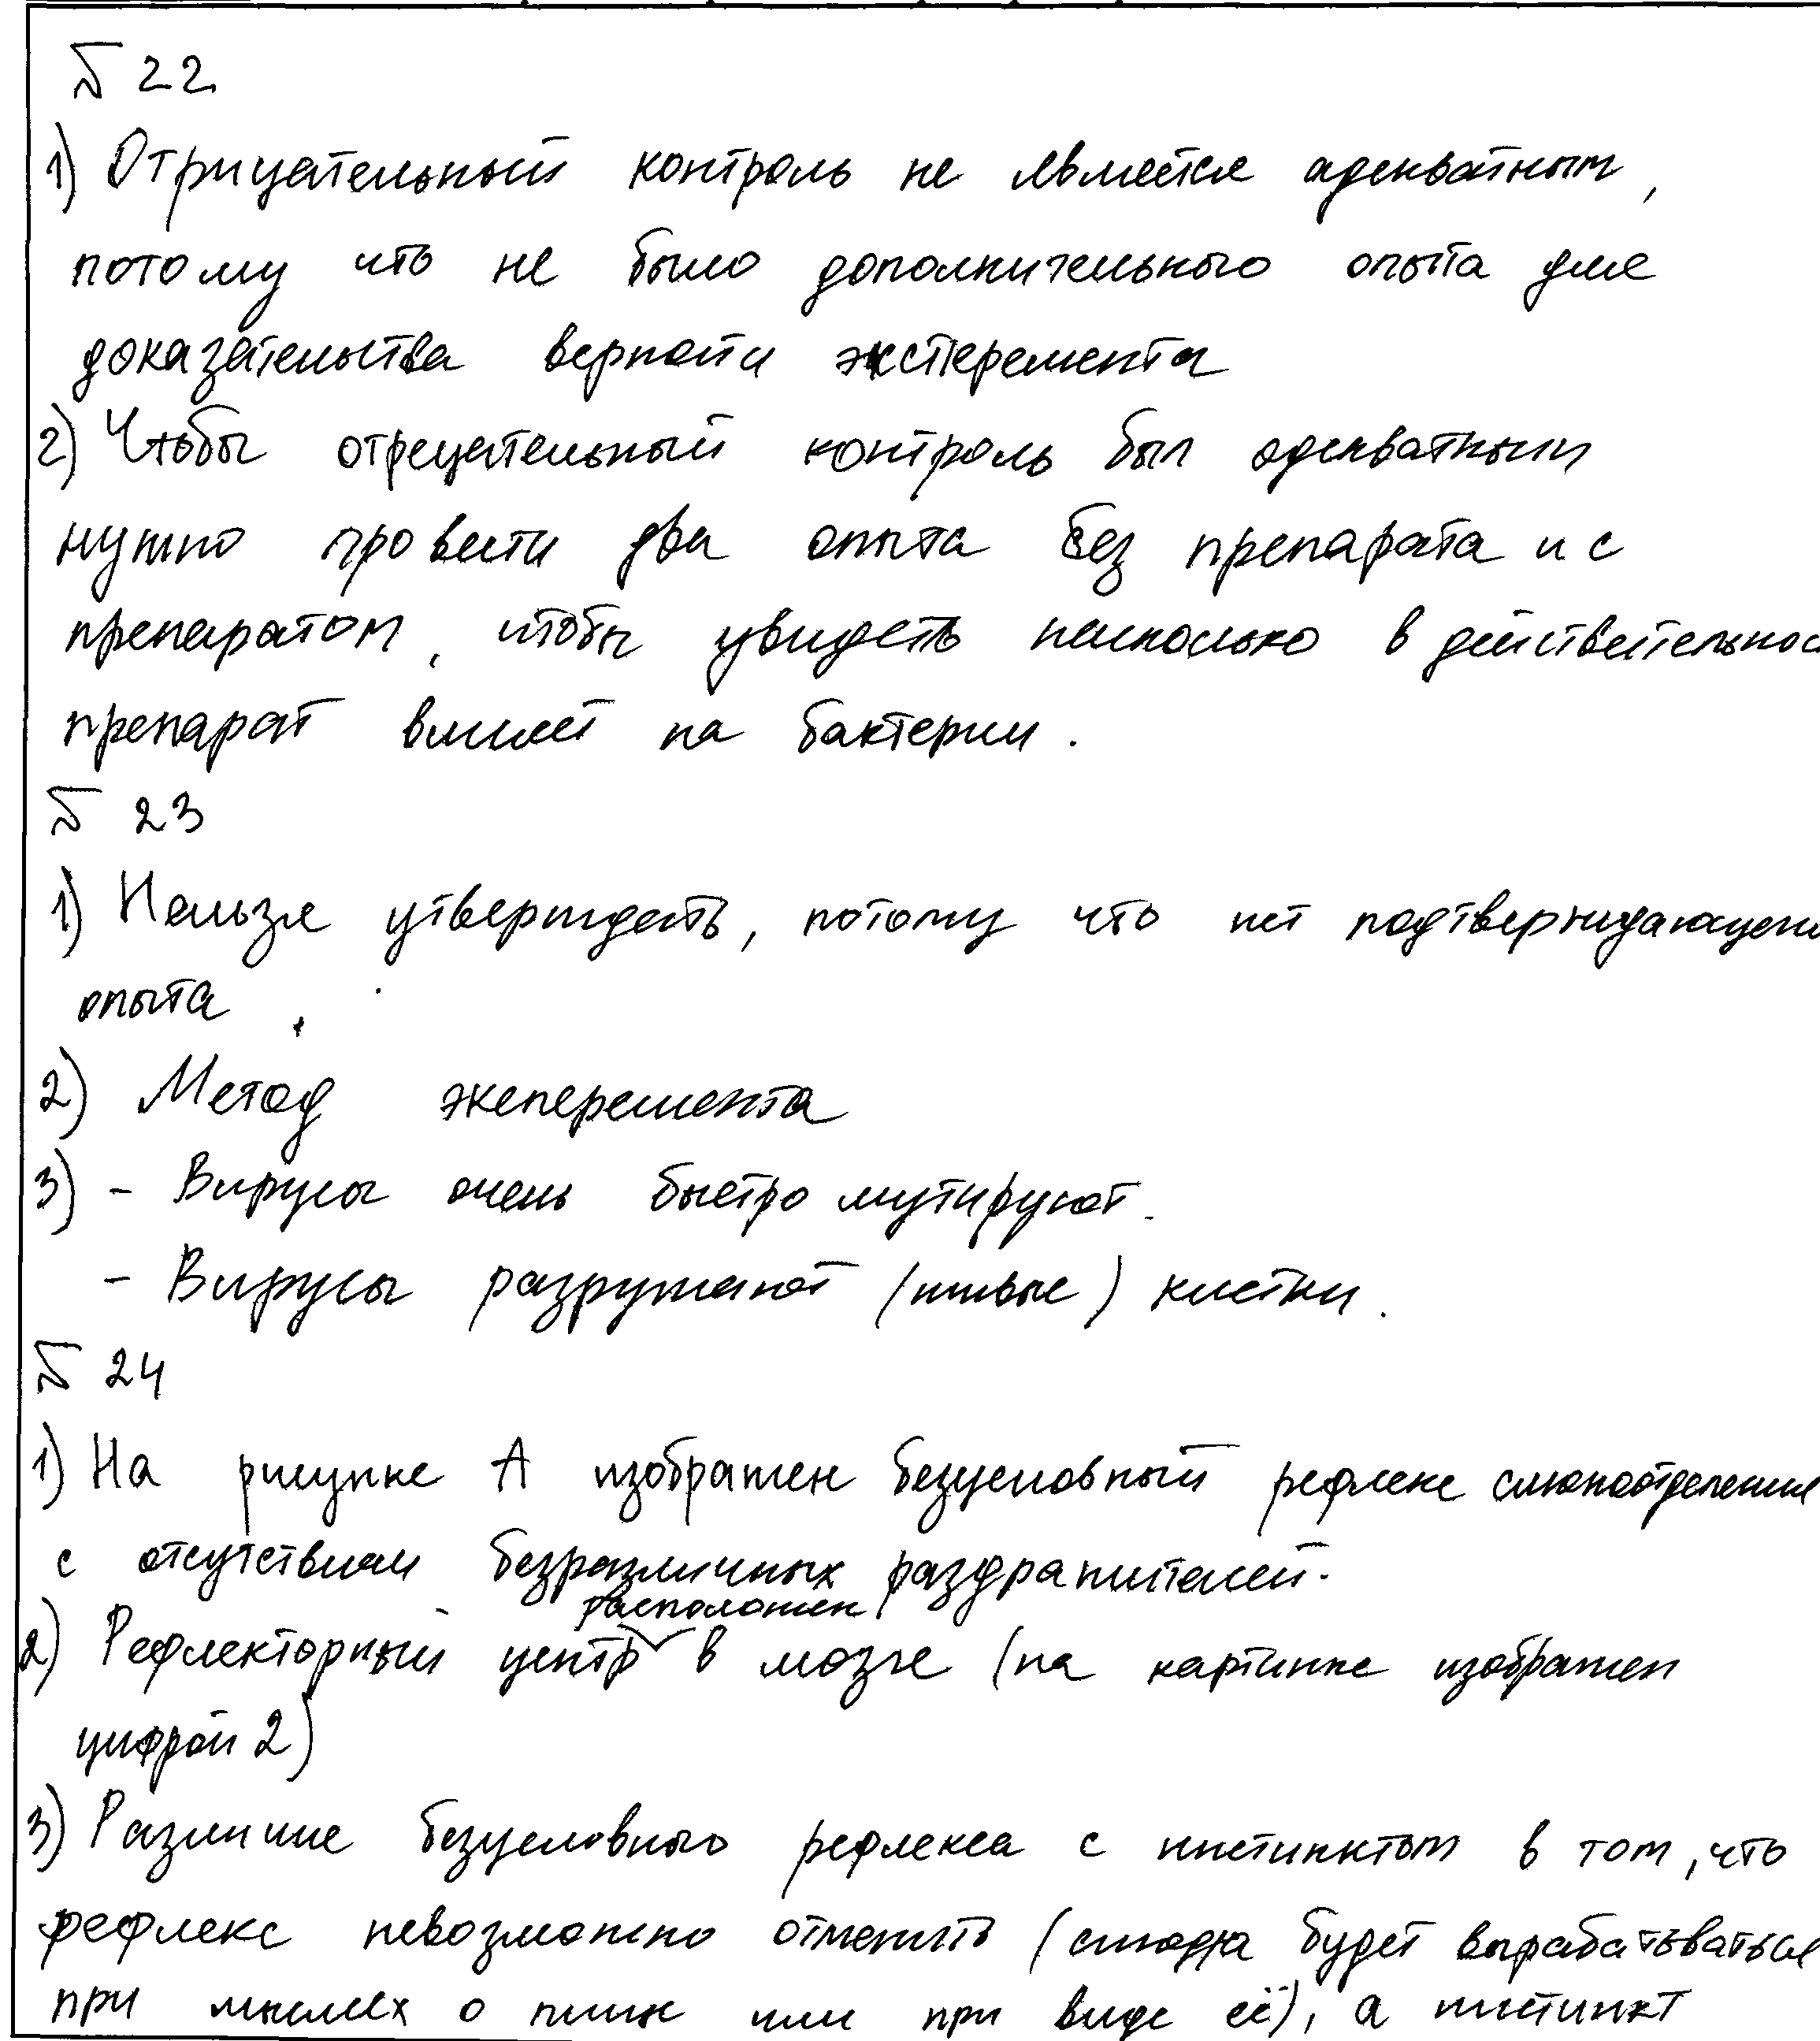 № 22
1) Отрицательный контроль не является адекватным,
потому что не было дополнительного опыта для
доказательства верности эксперемента
2) Чтобы отрецательный контроль был адекватным
нужно провести два опыта без препарата и с
препаратом, чтобы увидеть насколько в действительнос
препарат влияет на бактерии.
№ 23
1) Нельзя утверждать, потому что нет подтверждающего
опыта.
2) Метод эксперемента
3) - Вирусы очень быстро мутируют.
- Вирусы разрушают (живые) клетки.
№ 24
1) На рисунке А изображен безусловный рефлекс слюноотделения
с отсутствием безразличных раздражителей.
2) Рефлекторный центр расположен в мозге (на картинке изображен
цифрой 2)
3) Различие безусловного рефлекса с инстинктом в том, что
рефлекс невозможно отменить (слюна будет вырабатываться
при мыслях о пище или при виде её), а инстинкт